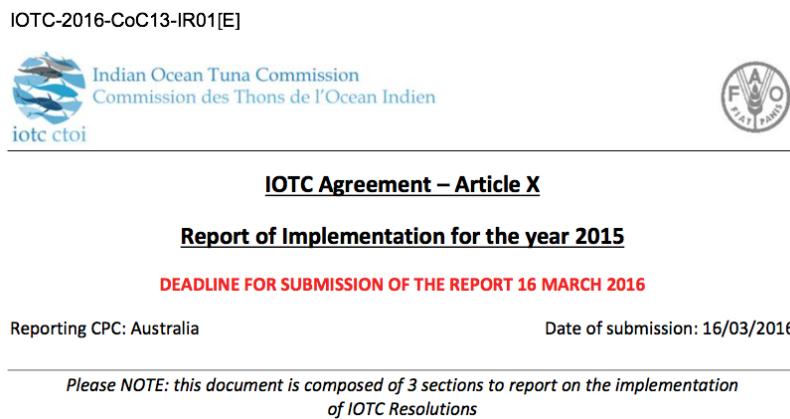 IOTC-2016-CoC13-IR01[E]
Indian Ocean Tuna Commission
Commission des Thons de l'Ocean Indien
iotc ctoi
F A O
FIAT PANIS
IOTC Agreement – Article X
Report of Implementation for the year 2015
DEADLINE FOR SUBMISSION OF THE REPORT 16 MARCH 2016
Reporting CPC: Australia
Date of submission: 16/03/2016
Please NOTE: this document is composed of 3 sections to report on the implementation
of IOTC Resolutions